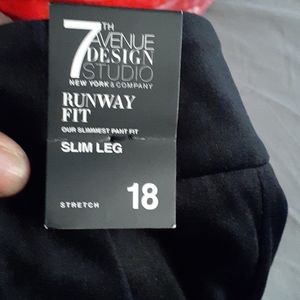 7TH
AVENUE
DESIGN
STUDIO
NEW YORK & COMPANY
RUNWAY
FIT
OUR SLIMMEST PANT FIT
SLIM LEG
STRETCH 18